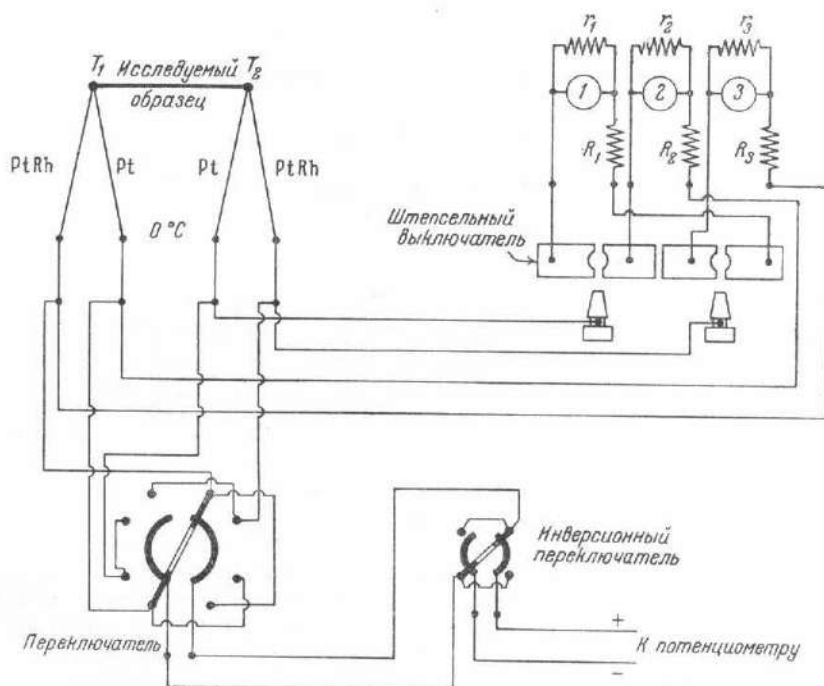 T₁ Исследуемый T₂
образец
PtRh
Pt
Pt
PtRh
0 °C
r₁
r₂
r₃
1
2
3
R₁
R₂
R₃
Штепсельный
выключатель
Инверсионный
переключатель
Переключатель
+
К потенциометру
−